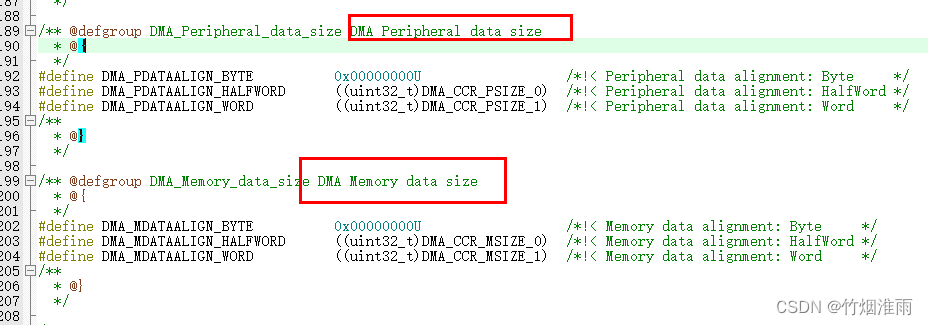 187
188
189 /** @defgroup DMA_Peripheral_data_size DMA Peripheral data size
190 * @{
191 */
192 #define DMA_PDATAALIGN_BYTE 0x00000000U /*!< Peripheral data alignment: Byte */
193 #define DMA_PDATAALIGN_HALFWORD ((uint32_t)DMA_CCR_PSIZE_0) /*!< Peripheral data alignment: HalfWord */
194 #define DMA_PDATAALIGN_WORD ((uint32_t)DMA_CCR_PSIZE_1) /*!< Peripheral data alignment: Word */
195 /**
196 * @}
197 */
198
199 /** @defgroup DMA_Memory_data_size DMA Memory data size
200 * @{
201 */
202 #define DMA_MDATAALIGN_BYTE 0x00000000U /*!< Memory data alignment: Byte */
203 #define DMA_MDATAALIGN_HALFWORD ((uint32_t)DMA_CCR_MSIZE_0) /*!< Memory data alignment: HalfWord */
204 #define DMA_MDATAALIGN_WORD ((uint32_t)DMA_CCR_MSIZE_1) /*!< Memory data alignment: Word */
205 /**
206 * @}
207 */
208
CSDN @竹烟淮雨